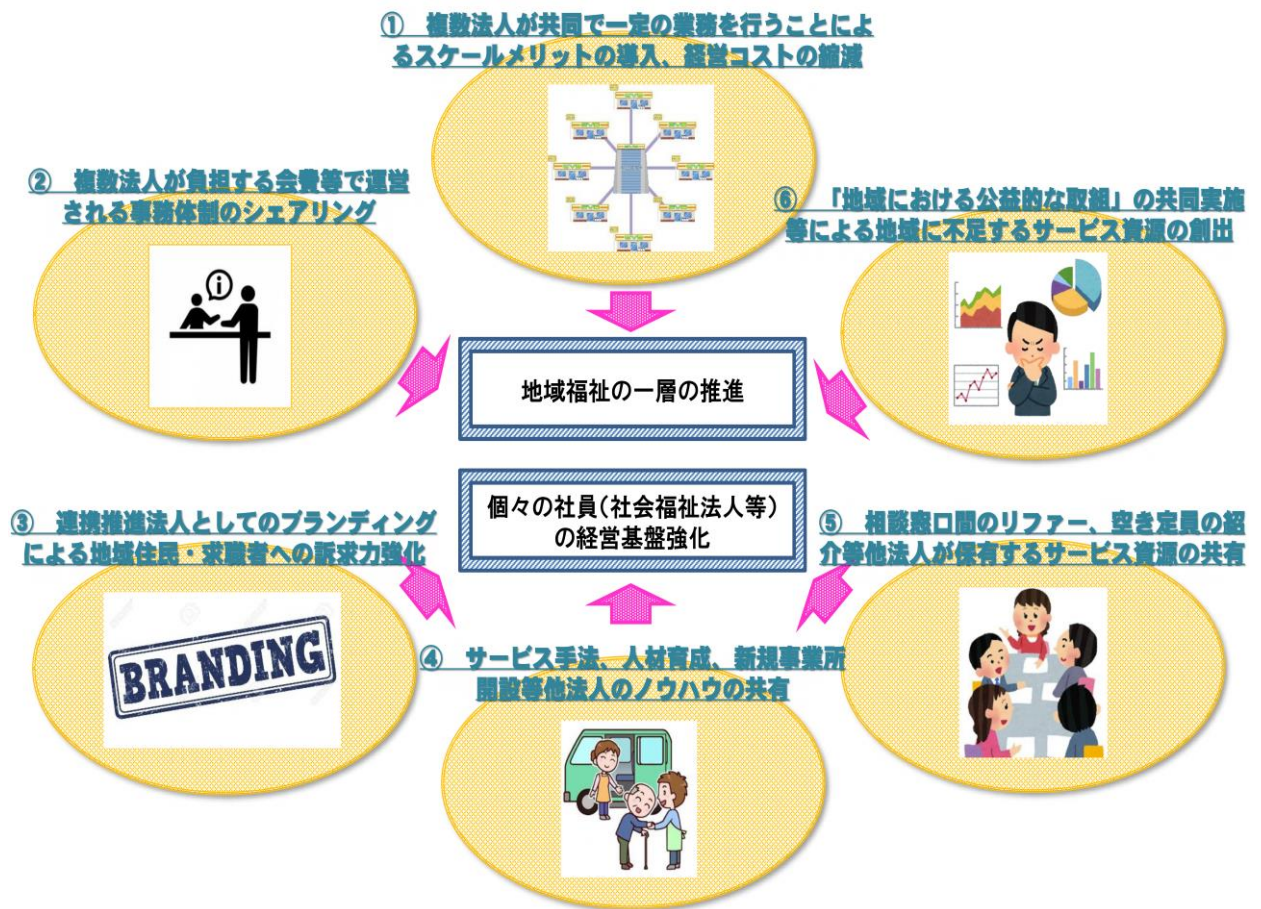 ① 複数法人が共同で一定の業務を行うことによ
るスケールメリットの導入、経営コストの縮減
② 複数法人が負担する会費等で運営
される事務体制のシェアリング
⑥ 「地域における公益的な取組」の共同実施
等による地域に不足するサービス資源の創出
地域福祉の一層の推進
個々の社員(社会福祉法人等)
の経営基盤強化
③ 連携推進法人としてのブランディング
による地域住民・求職者への訴求力強化
BRANDING
⑤ 相談窓口間のリファー、空き定員の紹
介等他法人が保有するサービス資源の共有
④ サービス手法、人材育成、新規事業所
開設等他法人のノウハウの共有